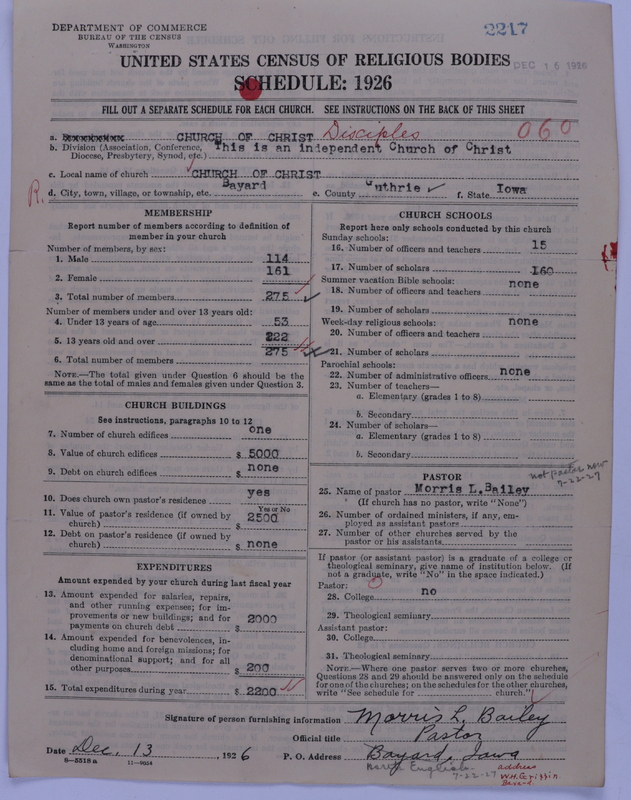 2217
DEPARTMENT OF COMMERCE
BUREAU OF THE CENSUS
WASHINGTON
UNITED STATES CENSUS OF RELIGIOUS BODIES
DEC 16 1926
SCHEDULE: 1926
FILL OUT A SEPARATE SCHEDULE FOR EACH CHURCH. SEE INSTRUCTIONS ON THE BACK OF THIS SHEET
a. CHURCH OF CHRIST Disciples 060
b. Division (Association, Conference, Diocese, Presbytery, Synod, etc.) This is an independent Church of Christ
c. Local name of church CHURCH OF CHRIST
R.
d. City, town, village, or township, etc. Bayard e. County Guthrie f. State Iowa
MEMBERSHIP
Report number of members according to definition of
member in your church
Number of members, by sex:
1. Male 114
2. Female 161
3. Total number of members 275
Number of members under and over 13 years old:
4. Under 13 years of age 53
5. 13 years old and over 222
6. Total number of members 275
NOTE.—The total given under Question 6 should be
same as the total of males and females given under Question 3.
CHURCH BUILDINGS
See instructions, paragraphs 10 to 12
7. Number of church edifices one
8. Value of church edifices $ 5000
9. Debt on church edifices $ none
10. Does church own pastor's residence yes
Yes or No
11. Value of pastor's residence (if owned by
church) $ 2500
12. Debt on pastor's residence (if owned by
church) $ none
EXPENDITURES
Amount expended by your church during last fiscal year
13. Amount expended for salaries, repairs,
and other running expenses; for im-
provements or new buildings; and for
payments on church debt $ 2000
14. Amount expended for benevolences, in-
cluding home and foreign missions; for
denominational support; and for all
other purposes $ 200
15. Total expenditures during year $ 2200
CHURCH SCHOOLS
Report here only schools conducted by this church
Sunday schools:
16. Number of officers and teachers 15
17. Number of scholars 160
Summer vacation Bible schools: none
18. Number of officers and teachers
19. Number of scholars
Week-day religious schools: none
20. Number of officers and teachers
21. Number of scholars
Parochial schools:
22. Number of administrative officers none
23. Number of teachers—
a. Elementary (grades 1 to 8)
b. Secondary
24. Number of scholars—
a. Elementary (grades 1 to 8)
b. Secondary
PASTOR
not pastor now
7-22-27
25. Name of pastor Morris L. Bailey
(If church has no pastor, write "None")
26. Number of ordained ministers, if any, em-
ployed as assistant pastors
27. Number of other churches served by the
pastor or his assistants
If pastor (or assistant pastor) is a graduate of a college or
theological seminary, give name of institution below. (If
not a graduate, write "No" in the space indicated.)
Pastor:
28. College no
29. Theological seminary
Assistant pastor:
30. College
31. Theological seminary
NOTE.—Where one pastor serves two or more churches,
Questions 28 and 29 should be answered only on the schedule
for one of the churches; on the schedules for the other churches,
write "See schedule for church."
Signature of person furnishing information Morris L. Bailey
Official title Pastor
Date Dec. 13, 1926 P. O. Address Bayard, Iowa
6—5518 a 11—9034
North English 7-22-27
address
W.H. Griffin
Bayard